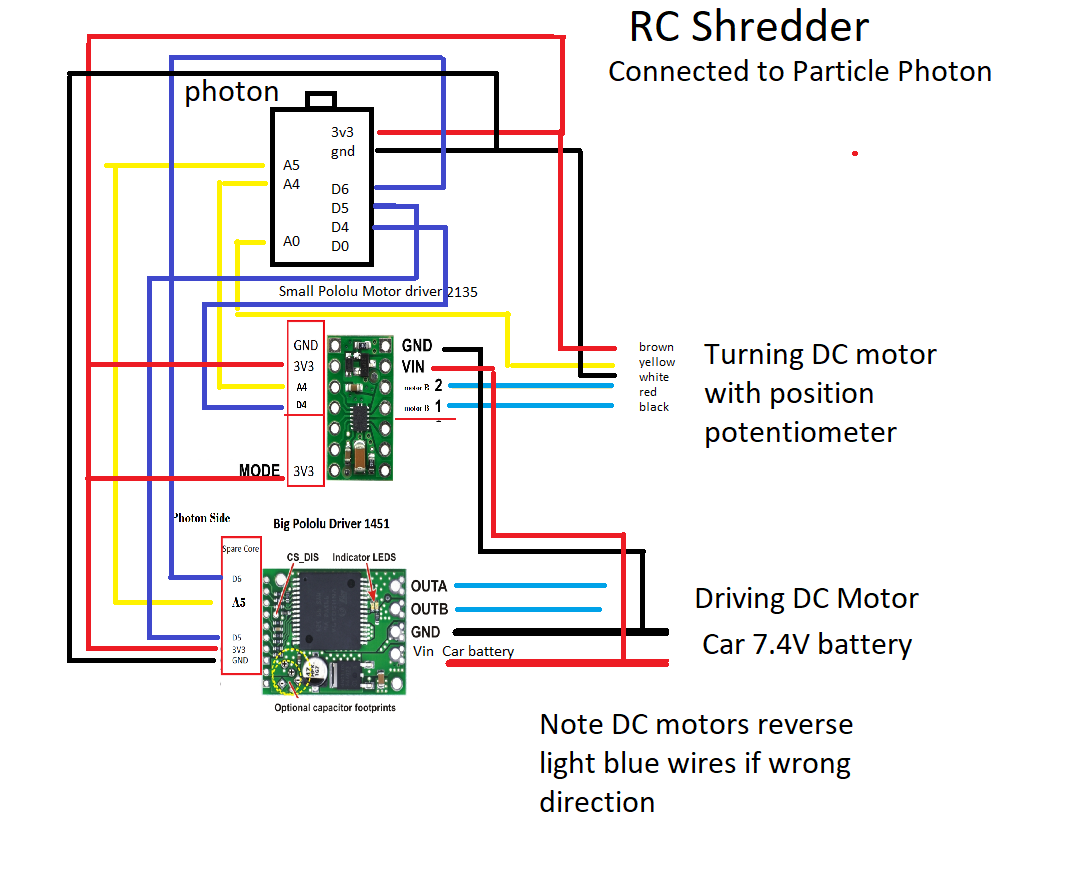 RC Shredder
Connected to Particle Photon
photon
3v3
gnd
A5
A4
D6
D5
D4
A0
D0
Small Pololu Motor driver 2135
GND
GND
3V3
VIN
A4
motor B 2
D4
motor B 1
MODE
3V3
brown
yellow
white
red
black
Turning DC motor
with position
potentiometer
Photon Side
Big Pololu Driver 1451
Spare Core
CS_DIS
Indicator LEDS
D6
A5
D5
3V3
GND
OUTA
OUTB
GND
Vin Car battery
Optional capacitor footprints
Driving DC Motor
Car 7.4V battery
Note DC motors reverse
light blue wires if wrong
direction